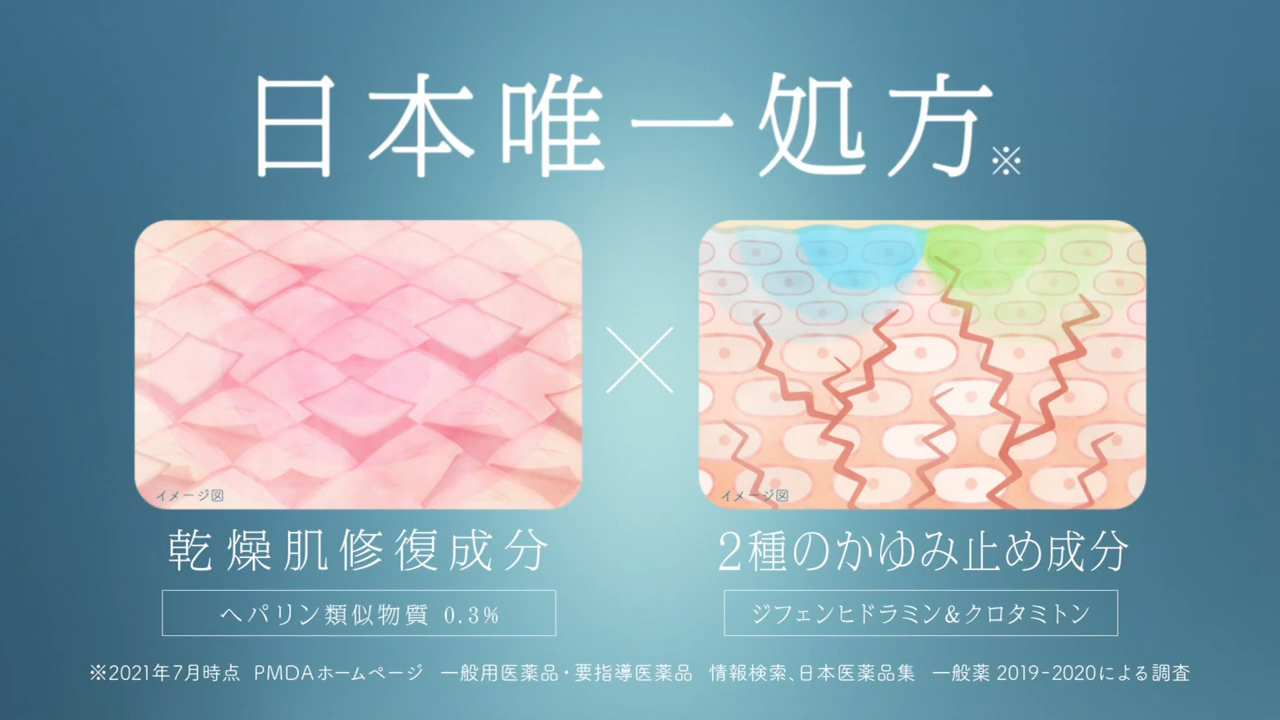 日本唯一処方※
イメージ図
イメージ図
乾燥肌修復成分
2種のかゆみ止め成分
ヘパリン類似物質 0.3%
ジフェンヒドラミン&クロタミトン
※2021年7月時点 PMDAホームページ 一般用医薬品・要指導医薬品 情報検索、日本医薬品集 一般薬 2019-2020による調査